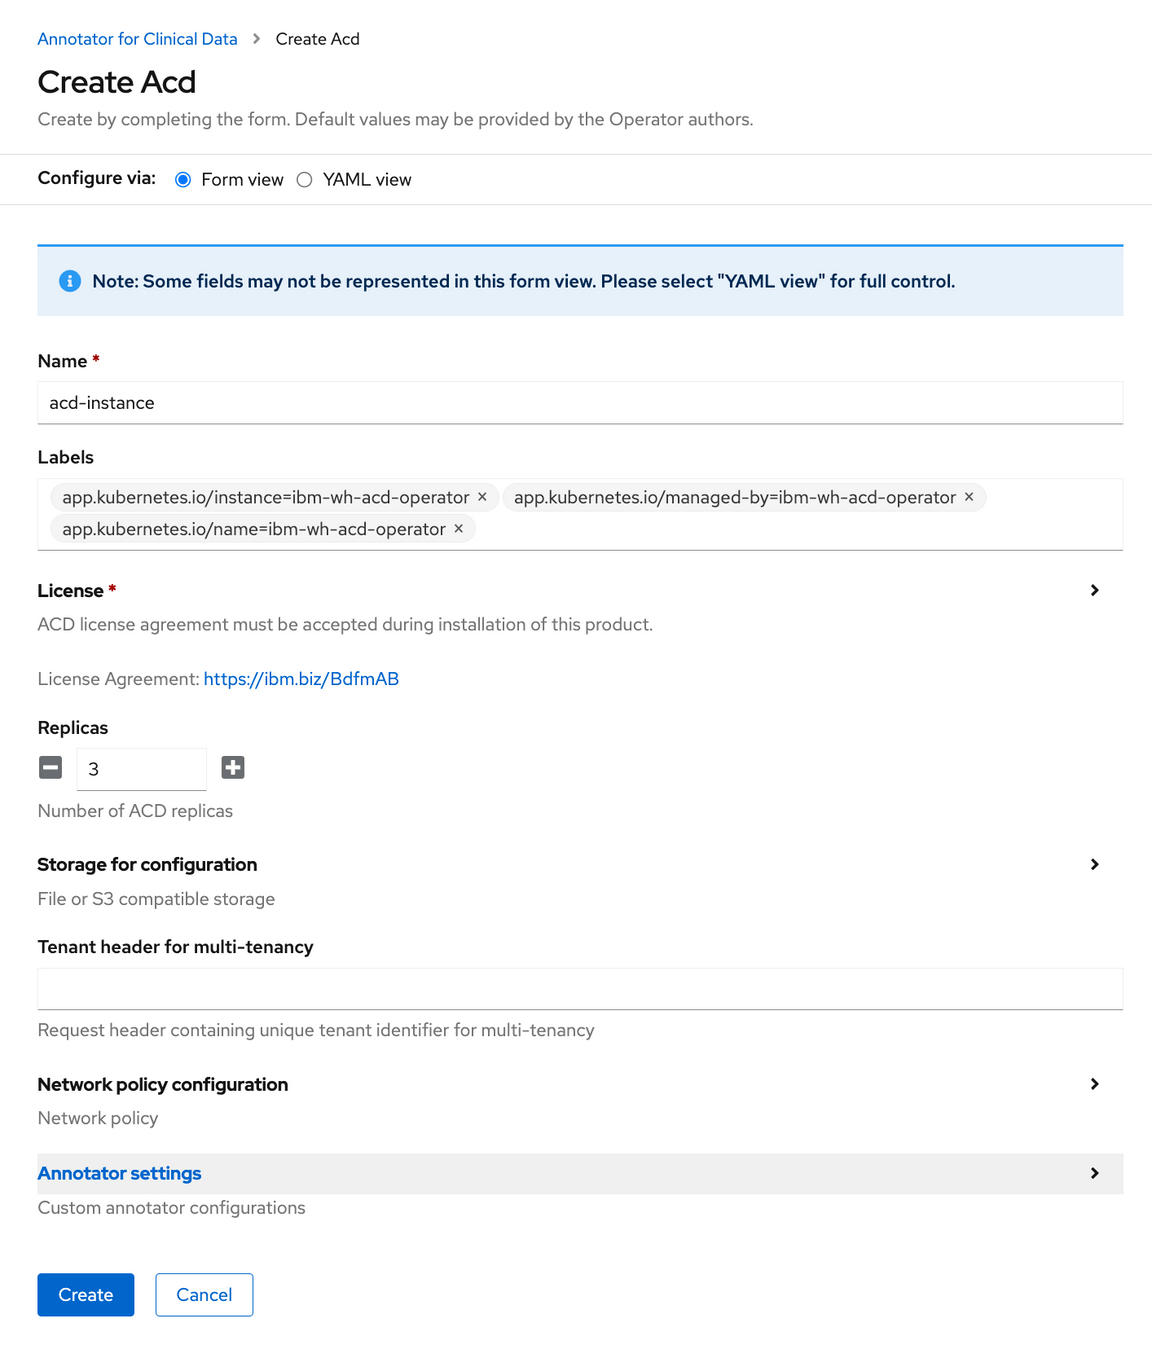 Annotator for Clinical Data > Create Acd
Create Acd
Create by completing the form. Default values may be provided by the Operator authors.
Configure via: Form view YAML view
Note: Some fields may not be represented in this form view. Please select "YAML view" for full control.
Name *
acd-instance
Labels
app.kubernetes.io/instance=ibm-wh-acd-operator × app.kubernetes.io/managed-by=ibm-wh-acd-operator ×
app.kubernetes.io/name=ibm-wh-acd-operator ×
License *
ACD license agreement must be accepted during installation of this product.
License Agreement: https://ibm.biz/BdfmAB
Replicas
3
Number of ACD replicas
Storage for configuration
File or S3 compatible storage
Tenant header for multi-tenancy
Request header containing unique tenant identifier for multi-tenancy
Network policy configuration
Network policy
Annotator settings
Custom annotator configurations
Create Cancel